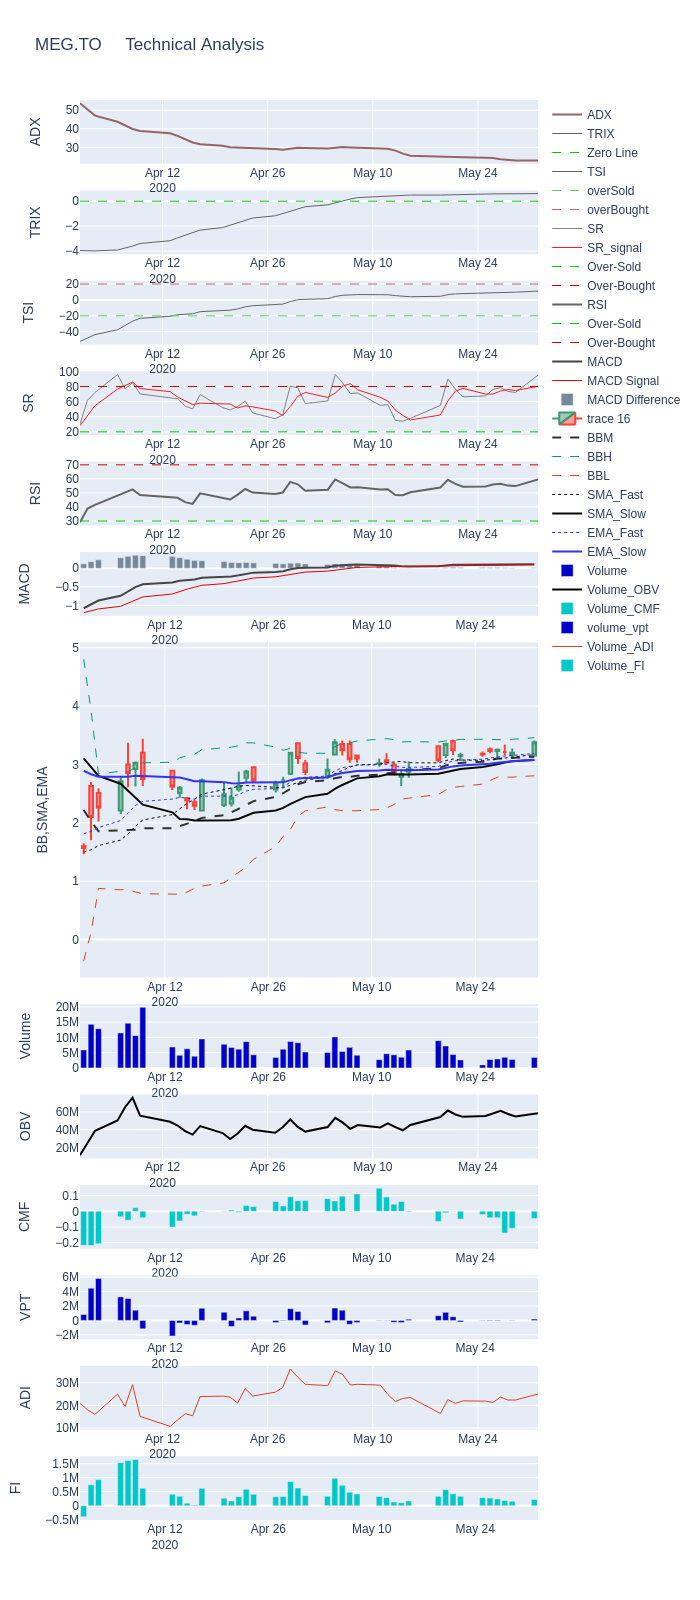 MEG.TO Technical Analysis
ADX
50
40
30
Apr 12
2020
Apr 26
May 10
May 24
TRIX
0
−2
−4
Apr 12
2020
Apr 26
May 10
May 24
TSI
20
0
−20
−40
Apr 12
2020
Apr 26
May 10
May 24
SR
100
80
60
40
20
Apr 12
2020
Apr 26
May 10
May 24
RSI
70
60
50
40
30
Apr 12
2020
Apr 26
May 10
May 24
MACD
0
−0.5
−1
Apr 12
2020
Apr 26
May 10
May 24
BB,SMA,EMA
5
4
3
2
1
0
Apr 12
2020
Apr 26
May 10
May 24
Volume
20M
15M
10M
5M
0
Apr 12
2020
Apr 26
May 10
May 24
OBV
60M
40M
20M
Apr 12
2020
Apr 26
May 10
May 24
CMF
0.1
0
−0.1
−0.2
Apr 12
2020
Apr 26
May 10
May 24
VPT
6M
4M
2M
0
−2M
Apr 12
2020
Apr 26
May 10
May 24
ADI
30M
20M
10M
Apr 12
2020
Apr 26
May 10
May 24
FI
1.5M
1M
0.5M
0
−0.5M
Apr 12
2020
Apr 26
May 10
May 24
ADX
TRIX
Zero Line
TSI
overSold
overBought
SR
SR_signal
Over-Sold
Over-Bought
RSI
Over-Sold
Over-Bought
MACD
MACD Signal
MACD Difference
trace 16
BBM
BBH
BBL
SMA_Fast
SMA_Slow
EMA_Fast
EMA_Slow
Volume
Volume_OBV
Volume_CMF
volume_vpt
Volume_ADI
Volume_FI